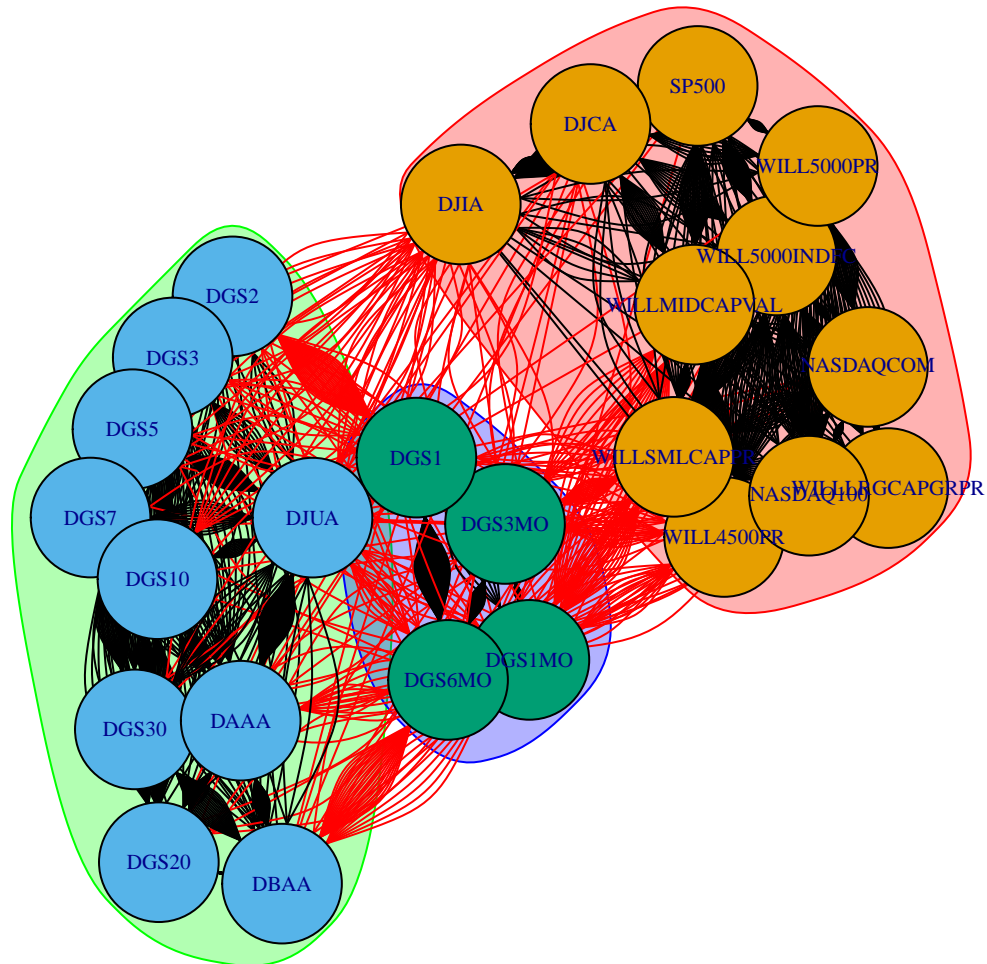 SP500
DJCA
WILL5000PR
DJIA
WILL5000INDFC
DGS2
WILLMIDCAPVAL
DGS3
NASDAQCOM
DGS5
DGS1
WILLSMLCAPPR
WILLLRGCAPGRPR
NASDAQ100
DGS7
DJUA
DGS3MO
WILL4500PR
DGS10
DGS1MO
DGS6MO
DAAA
DGS30
DGS20
DBAA